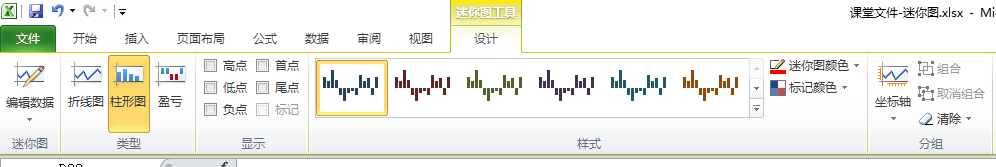 迷你图工具
课堂文件-迷你图.xlsx - Mi
文件 开始 插入 页面布局 公式 数据 审阅 视图 设计
编辑数据 折线图 柱形图 盈亏
高点 首点
低点 尾点
负点 标记
迷你图颜色
标记颜色
坐标轴
组合
取消组合
清除
迷你图 类型 显示 样式 分组